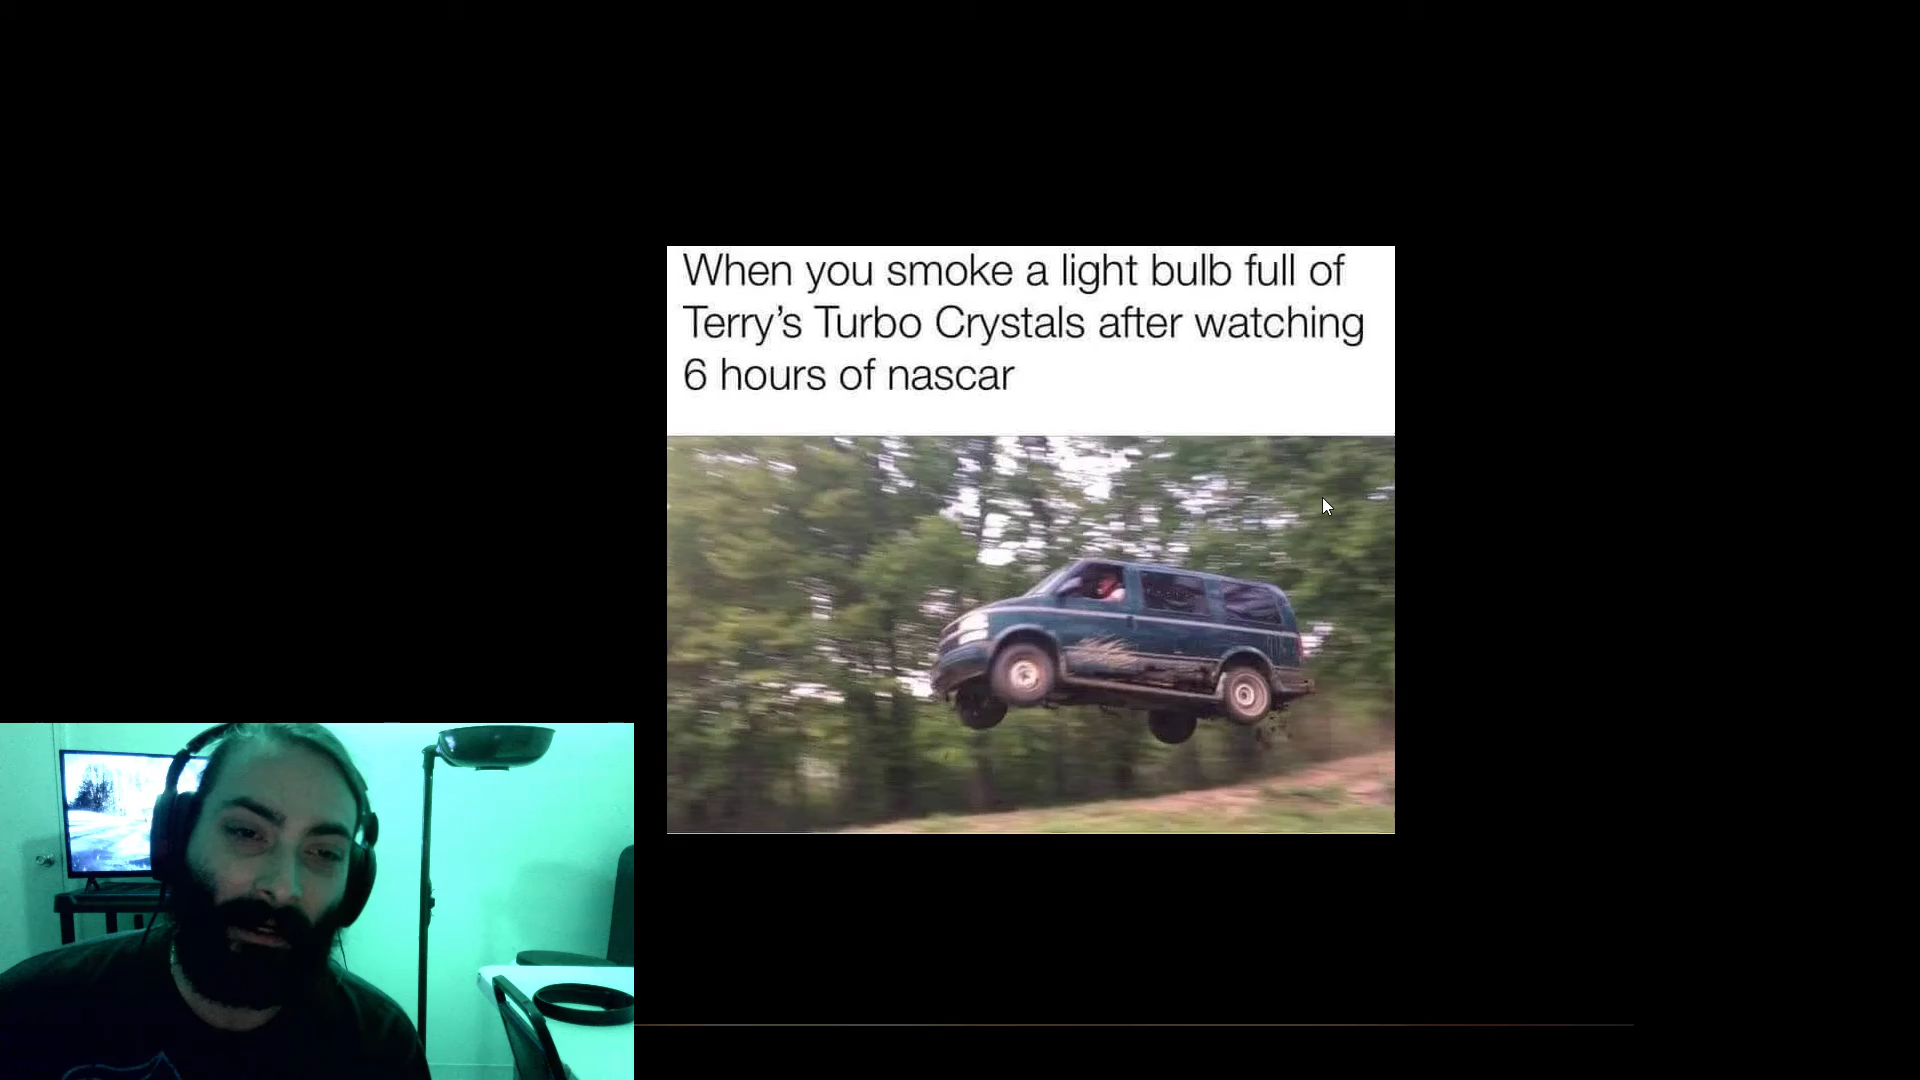 When you smoke a light bulb full of
Terry's Turbo Crystals after watching
6 hours of nascar